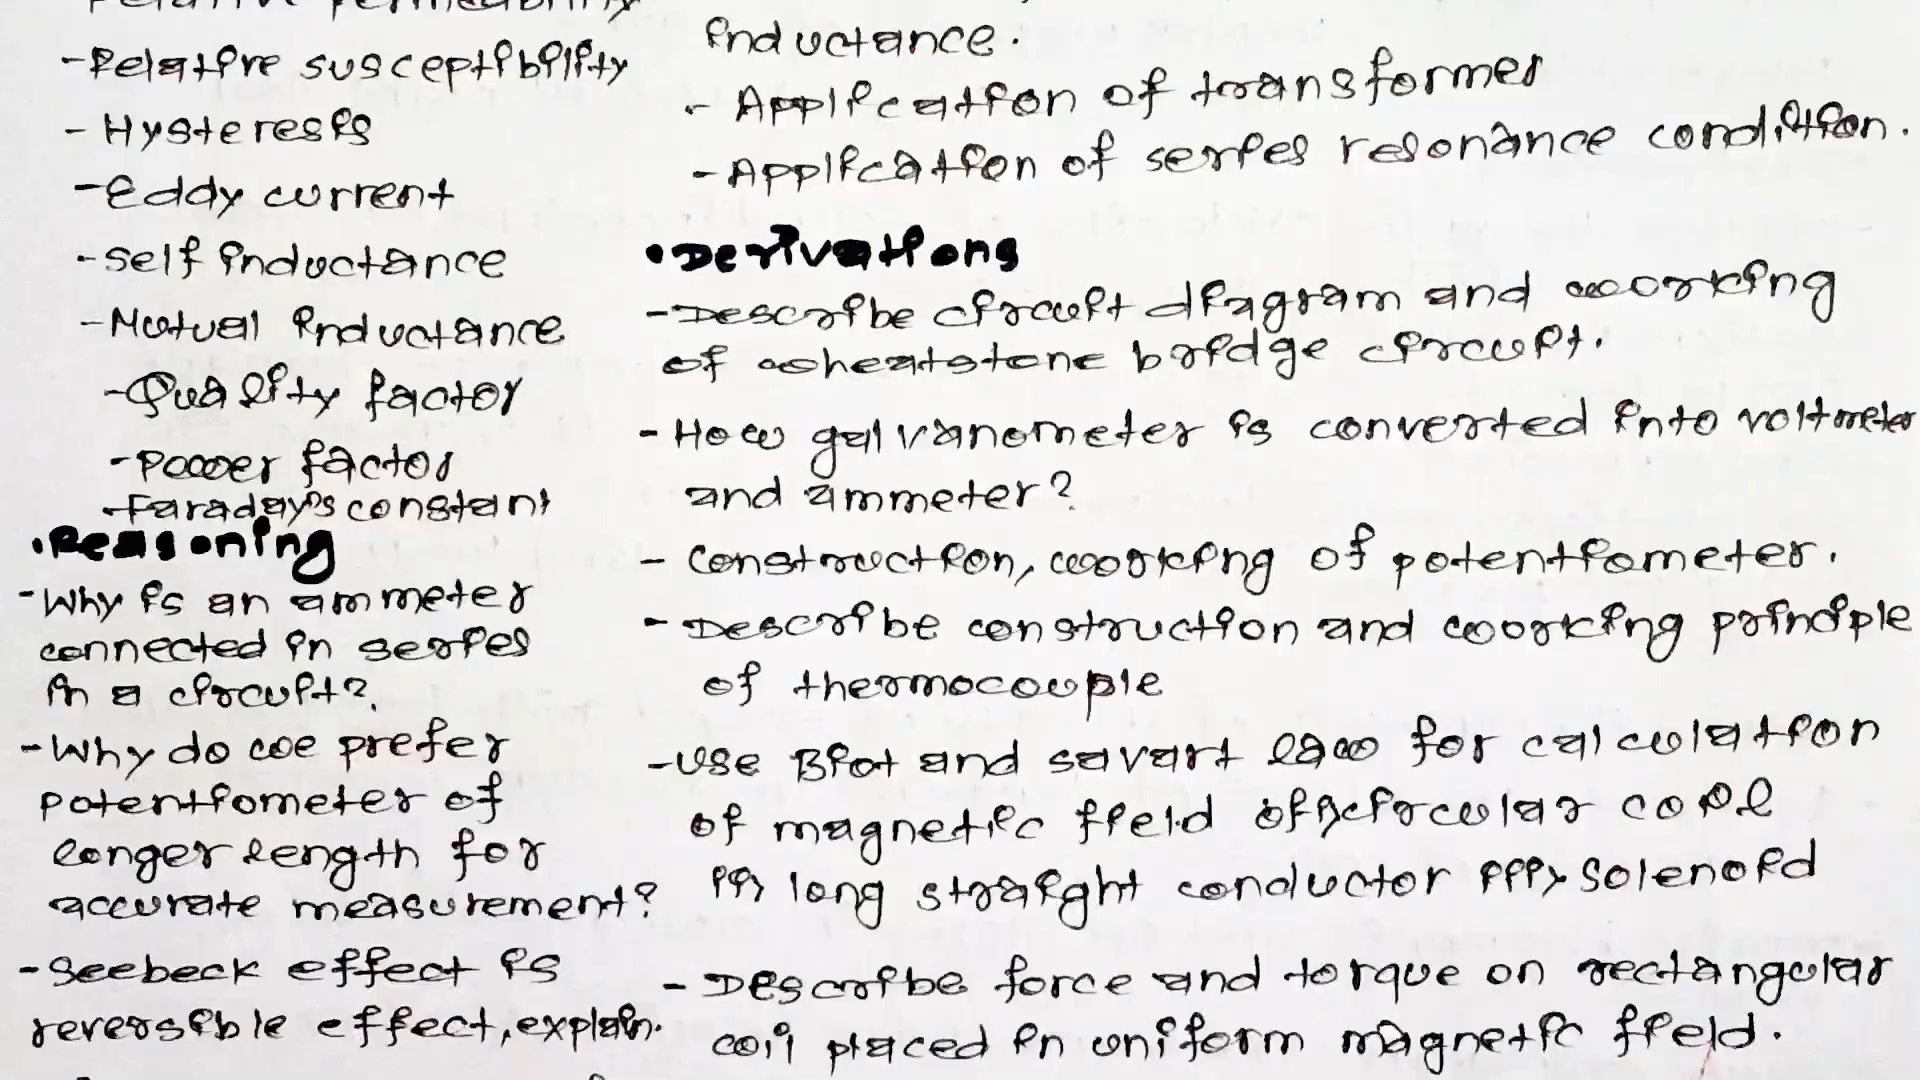 Relative permeability
-Relative susceptibility
- Hysteresis
-Eddy current
-self inductance
-Mutual inductance
-Quality factor
-power factor
-Faraday's constant
•Reasoning
-Why is an ammeter
connected in series
in a circuit?
-Why do we prefer
potentiometer of
longer length for
accurate measurement?
-Seebeck effect is
reversible effect, explain.
inductance.
- Application of transformer
-Application of series resonance condition.
•Derivations
-Describe circuit diagram and working
of wheatstone bridge circuit.
-How galvanometer is converted into voltmeter
and ammeter?
- Construction, working of potentiometer.
- Describe construction and working principle
of thermocouple
-Use Biot and savart law for calculation
of magnetic field of i> circular coil
ii> long straight conductor iii> Solenoid
- Describe force and torque on rectangular
coil placed in uniform magnetic field.